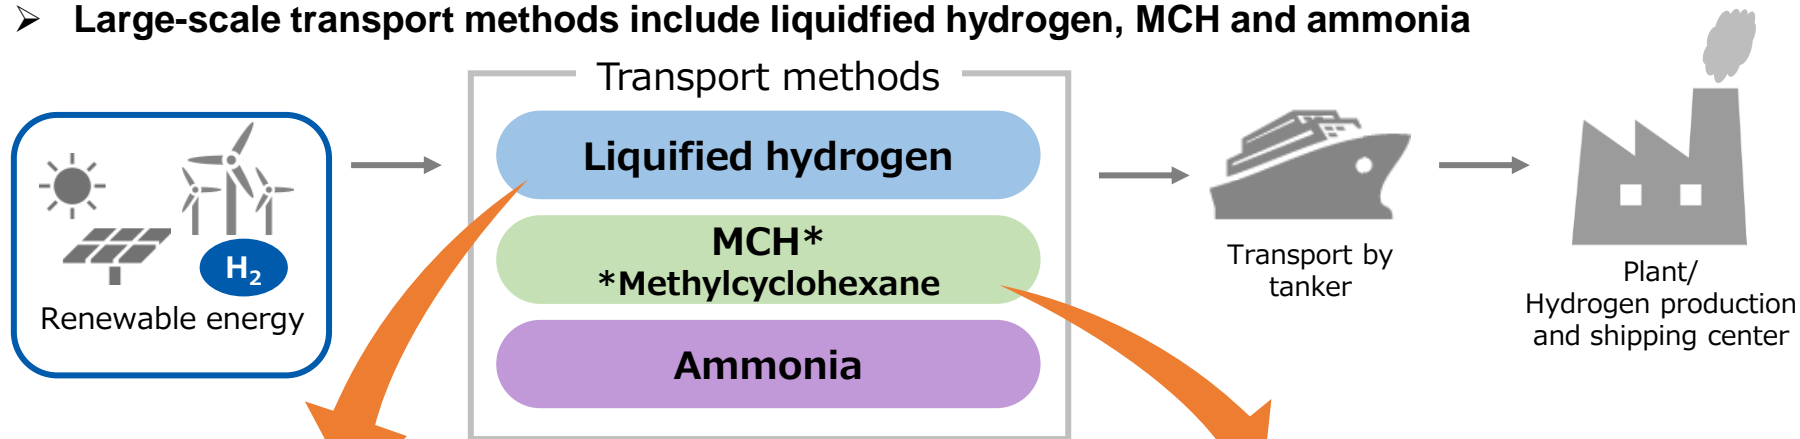 ➢ Large-scale transport methods include liquidfied hydrogen, MCH and ammonia
Transport methods
Liquified hydrogen
MCH*
*Methylcyclohexane
Ammonia
H₂
Renewable energy
Transport by
tanker
Plant/
Hydrogen production
and shipping center